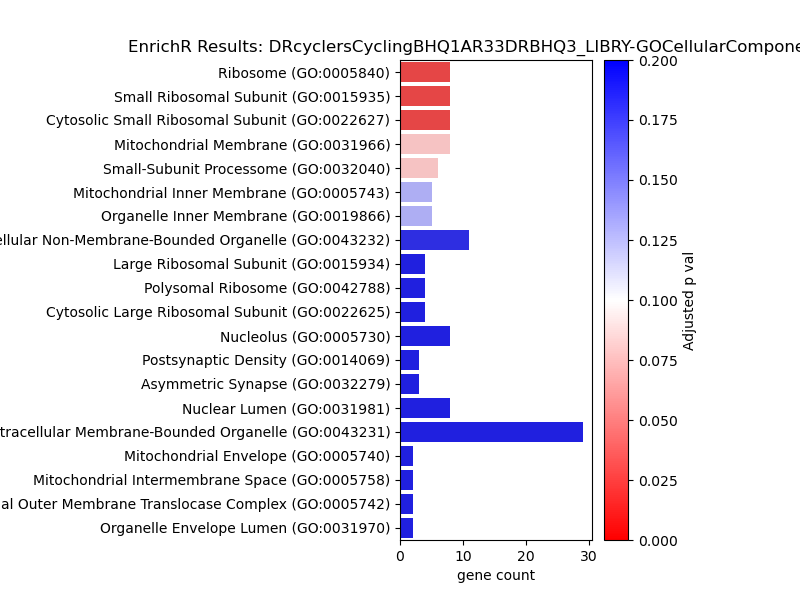 EnrichR Results: DRcyclersCyclingBHQ1AR33DRBHQ3_LIBRY-GOCellularCompone
Ribosome (GO:0005840)
Small Ribosomal Subunit (GO:0015935)
Cytosolic Small Ribosomal Subunit (GO:0022627)
Mitochondrial Membrane (GO:0031966)
Small-Subunit Processome (GO:0032040)
Mitochondrial Inner Membrane (GO:0005743)
Organelle Inner Membrane (GO:0019866)
ellular Non-Membrane-Bounded Organelle (GO:0043232)
Large Ribosomal Subunit (GO:0015934)
Polysomal Ribosome (GO:0042788)
Cytosolic Large Ribosomal Subunit (GO:0022625)
Nucleolus (GO:0005730)
Postsynaptic Density (GO:0014069)
Asymmetric Synapse (GO:0032279)
Nuclear Lumen (GO:0031981)
tracellular Membrane-Bounded Organelle (GO:0043231)
Mitochondrial Envelope (GO:0005740)
Mitochondrial Intermembrane Space (GO:0005758)
al Outer Membrane Translocase Complex (GO:0005742)
Organelle Envelope Lumen (GO:0031970)
0 10 20 30
gene count
0.200
0.175
0.150
0.125
0.100
0.075
0.050
0.025
0.000
Adjusted p val